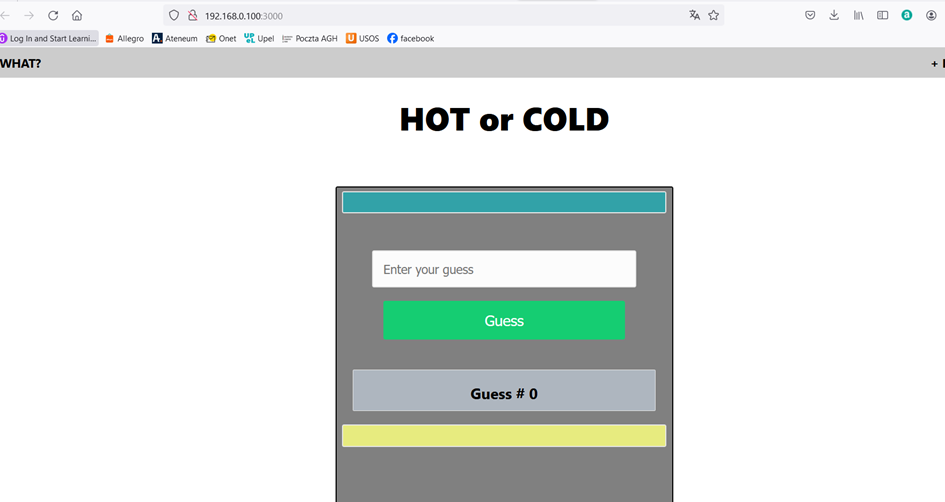 192.168.0.100:3000
Log In and Start Learni... Allegro Ateneum Onet Upel Poczta AGH USOS facebook
WHAT? +
HOT or COLD
Enter your guess
Guess
Guess # 0